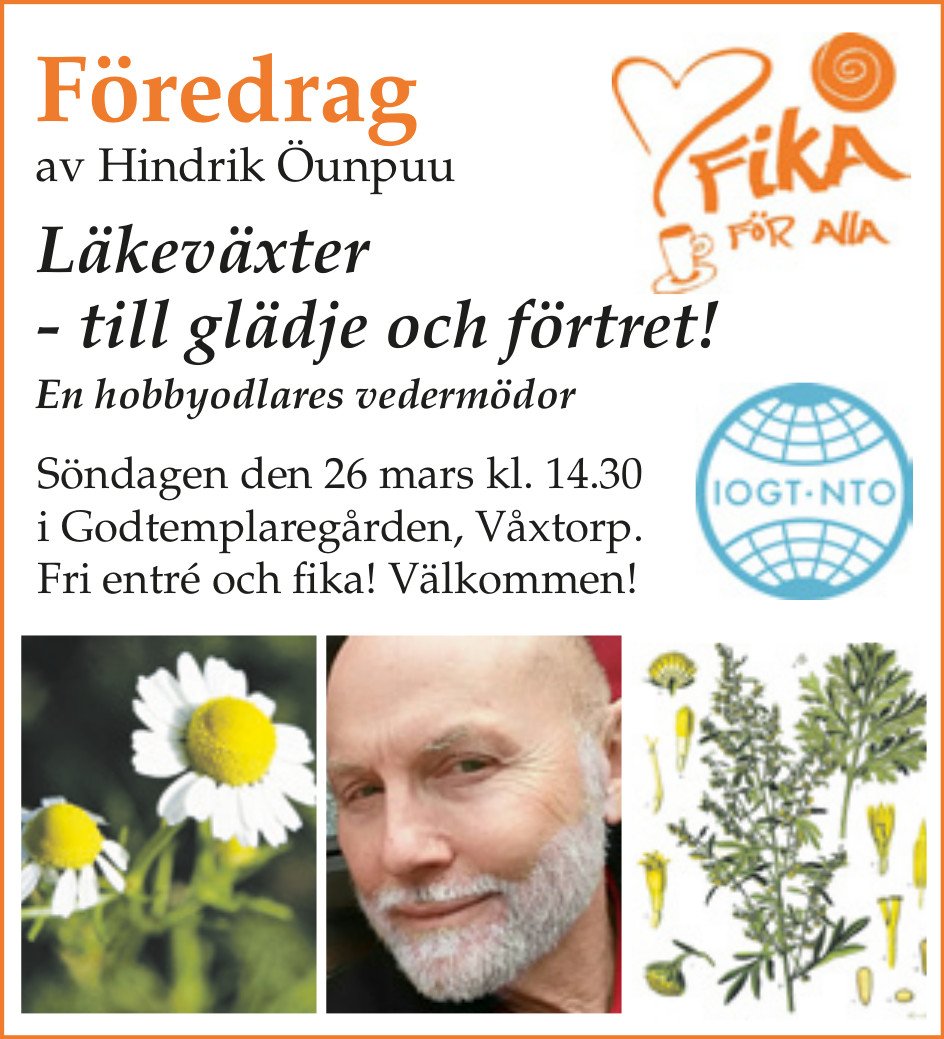 Föredrag
av Hindrik Öunpuu
Läkeväxter
- till glädje och förtret!
En hobbyodlares vedermödor
Söndagen den 26 mars kl. 14.30
i Godtemplaregården, Våxtorp.
Fri entré och fika! Välkommen!
FiKA
FÖR ALLA
IOGT·NTO